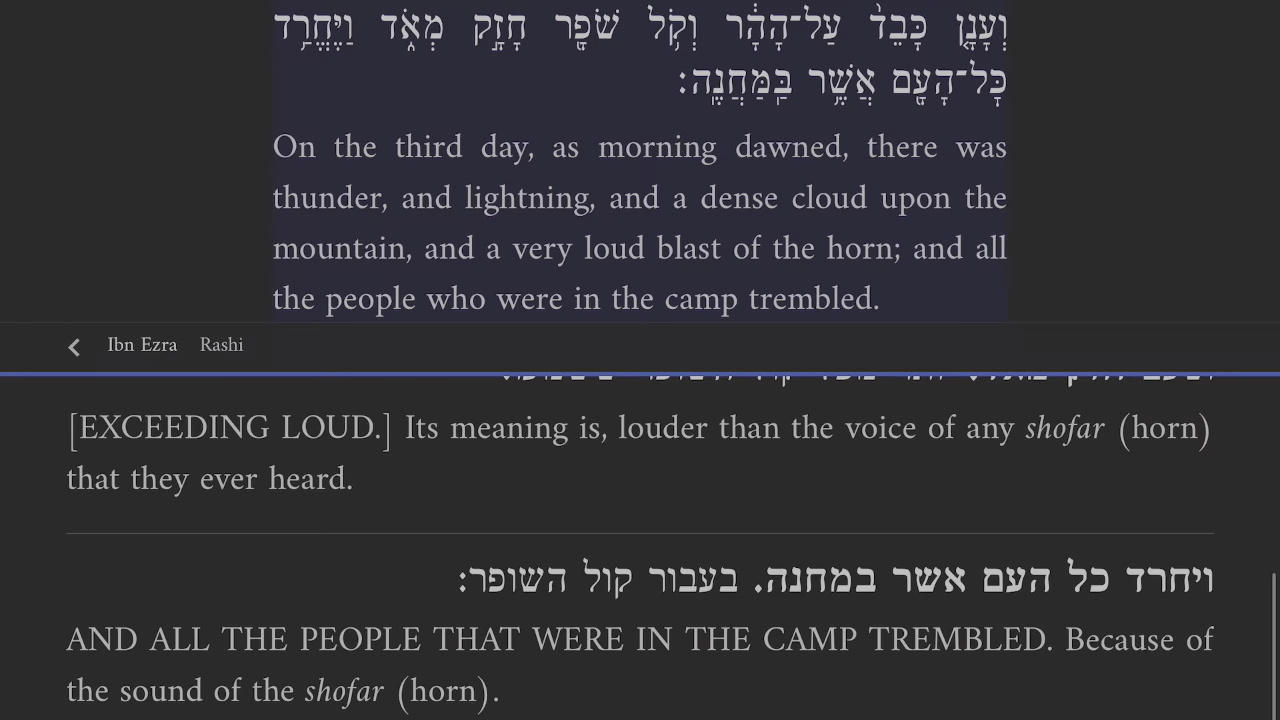 וְעָנָ֤ן כָּבֵד֙ עַל־הָהָ֔ר וְקֹ֥ל שֹׁפָ֖ר חָזָ֣ק מְאֹ֑ד וַיֶּחֱרַ֥ד
כׇּל־הָעָ֖ם אֲשֶׁ֥ר בַּֽמַּחֲנֶֽה׃
On the third day, as morning dawned, there was
thunder, and lightning, and a dense cloud upon the
mountain, and a very loud blast of the horn; and all
the people who were in the camp trembled.
Ibn Ezra Rashi
[EXCEEDING LOUD.] Its meaning is, louder than the voice of any shofar (horn)
that they ever heard.
ויחרד כל העם אשר במחנה. בעבור קול השופר:
AND ALL THE PEOPLE THAT WERE IN THE CAMP TREMBLED. Because of
the sound of the shofar (horn).